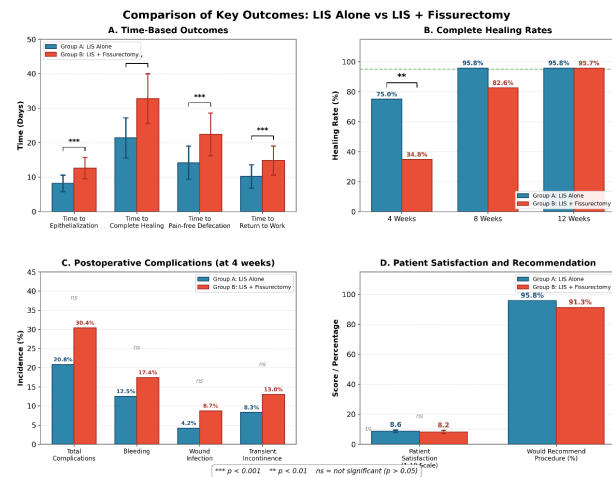 Comparison of Key Outcomes: LIS Alone vs LIS + Fissurectomy
A. Time-Based Outcomes
Time (Days)
50
40
30
20
10
0
Group A: LIS Alone
Group B: LIS + Fissurectomy
***
***
***
Time to
Epithelialization
Time to
Complete Healing
Time to
Pain-free Defecation
Time to
Return to Work
B. Complete Healing Rates
Healing Rate (%)
100
80
60
40
20
0
75.0%
**
34.8%
95.8%
82.6%
95.8%
95.7%
Group A: LIS Alone
Group B: LIS + Fissurectomy
4 Weeks
8 Weeks
12 Weeks
C. Postoperative Complications (at 4 weeks)
Incidence (%)
45
40
35
30
25
20
15
10
5
0
Group A: LIS Alone
Group B: LIS + Fissurectomy
ns
20.8%
30.4%
ns
12.5%
17.4%
ns
4.2%
8.7%
ns
8.3%
13.0%
Total
Complications
Bleeding
Wound
Infection
Transient
Incontinence
D. Patient Satisfaction and Recommendation
Score / Percentage
100
80
60
40
20
0
Group A: LIS Alone
Group B: LIS + Fissurectomy
ns
8.6
8.2
95.8%
91.3%
Patient
Satisfaction
Scale)
Would Recommend
Procedure (%)
*** p < 0.001 ** p < 0.01 ns = not significant (p > 0.05)